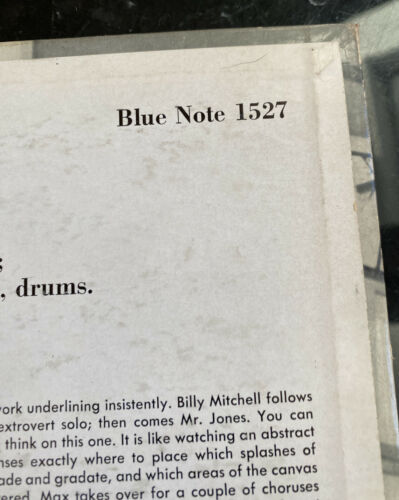 Blue Note 1527
;
, drums.
ork underlining insistently. Billy Mitchell follows
extrovert solo; then comes Mr. Jones. You can
think on this one. It is like watching an abstract
nses exactly where to place which splashes of
ade and gradate, and which areas of the canvas
ered. Max takes over for a couple of choruses